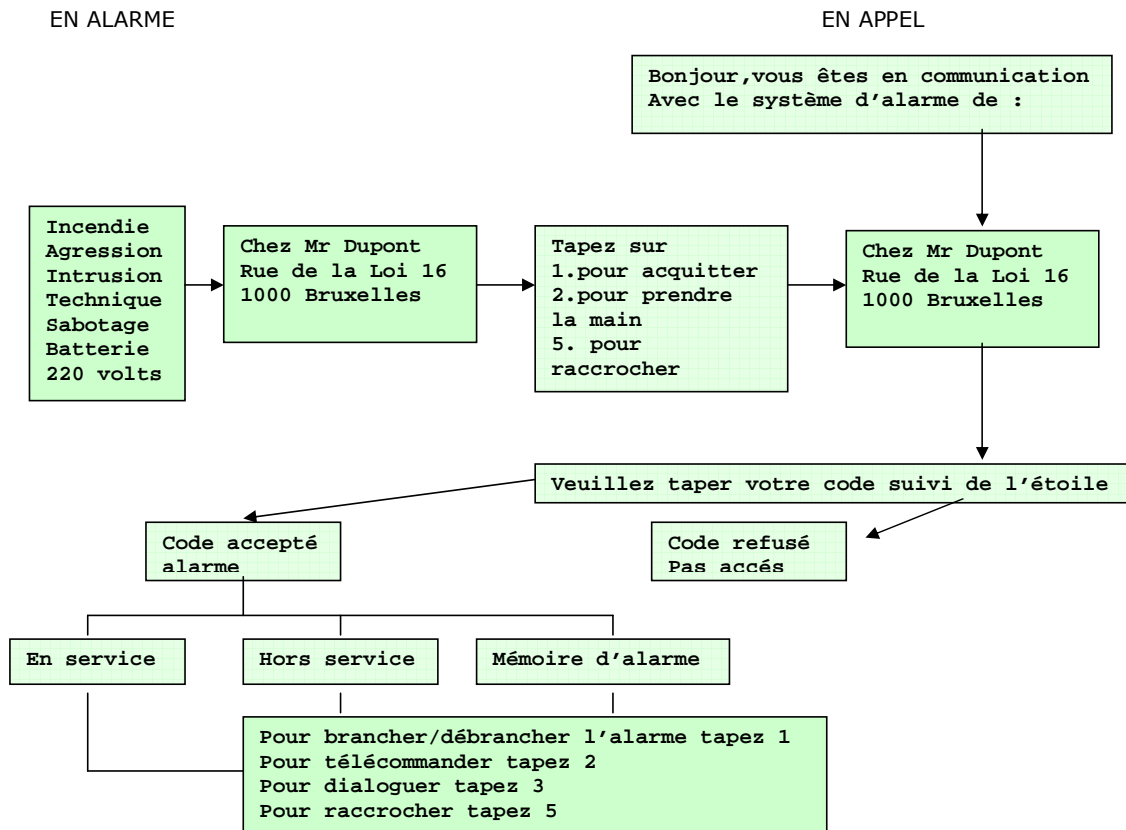 EN ALARME
EN APPEL
Bonjour,vous êtes en communication
Avec le système d'alarme de :
Incendie
Agression
Intrusion
Technique
Sabotage
Batterie
220 volts
Chez Mr Dupont
Rue de la Loi 16
1000 Bruxelles
Tapez sur
1.pour acquitter
2.pour prendre
la main
5. pour
raccrocher
Chez Mr Dupont
Rue de la Loi 16
1000 Bruxelles
Veuillez taper votre code suivi de l'étoile
Code accepté
alarme
Code refusé
Pas accés
En service
Hors service
Mémoire d'alarme
Pour brancher/débrancher l'alarme tapez 1
Pour télécommander tapez 2
Pour dialoguer tapez 3
Pour raccrocher tapez 5